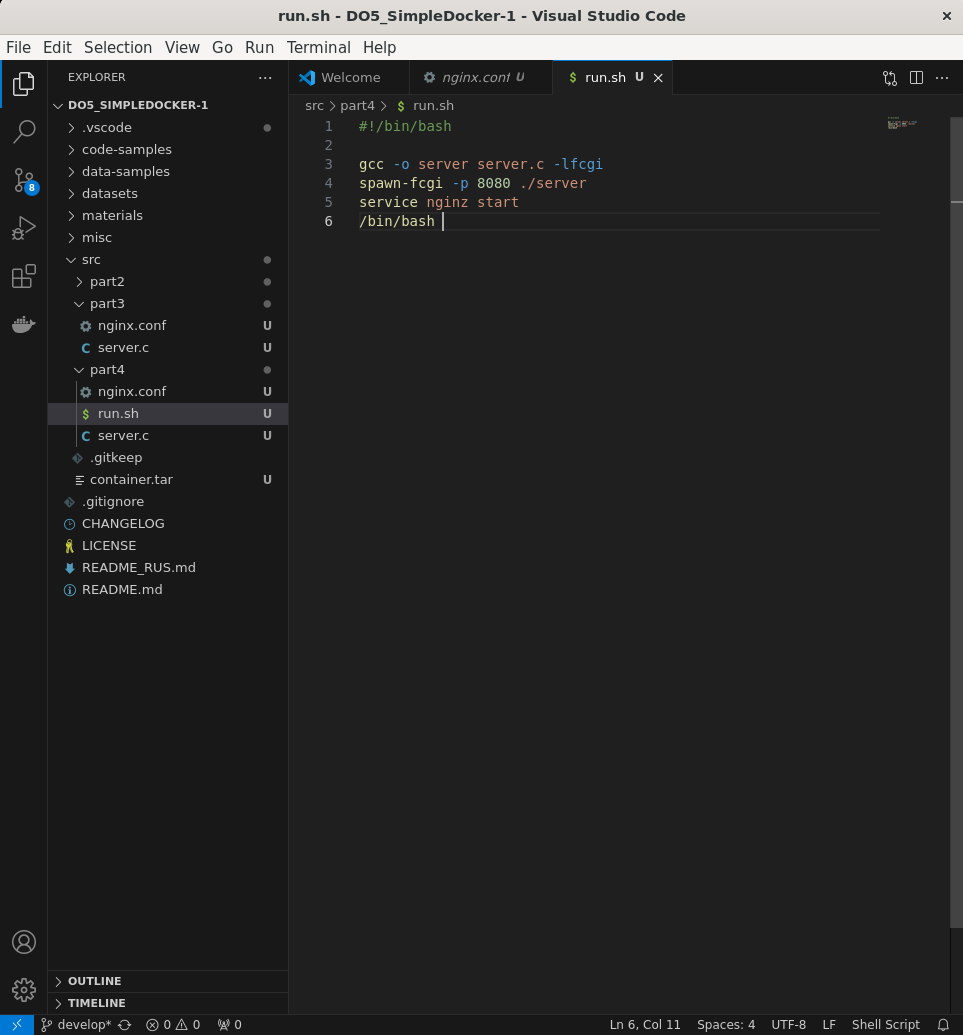 run.sh - DO5_SimpleDocker-1 - Visual Studio Code
File Edit Selection View Go Run Terminal Help
EXPLORER
DO5_SIMPLEDOCKER-1
.vscode
code-samples
data-samples
datasets
materials
misc
src
part2
part3
nginx.conf U
server.c U
part4
nginx.conf U
run.sh U
server.c U
.gitkeep
container.tar U
.gitignore
CHANGELOG
LICENSE
README_RUS.md
README.md
OUTLINE
TIMELINE
8
Welcome nginx.conf U run.sh U
src > part4 > $ run.sh
1 #!/bin/bash
2
3 gcc -o server server.c -lfcgi
4 spawn-fcgi -p 8080 ./server
5 service nginz start
6 /bin/bash
develop* 0 0 0 Ln 6, Col 11 Spaces: 4 UTF-8 LF Shell Script